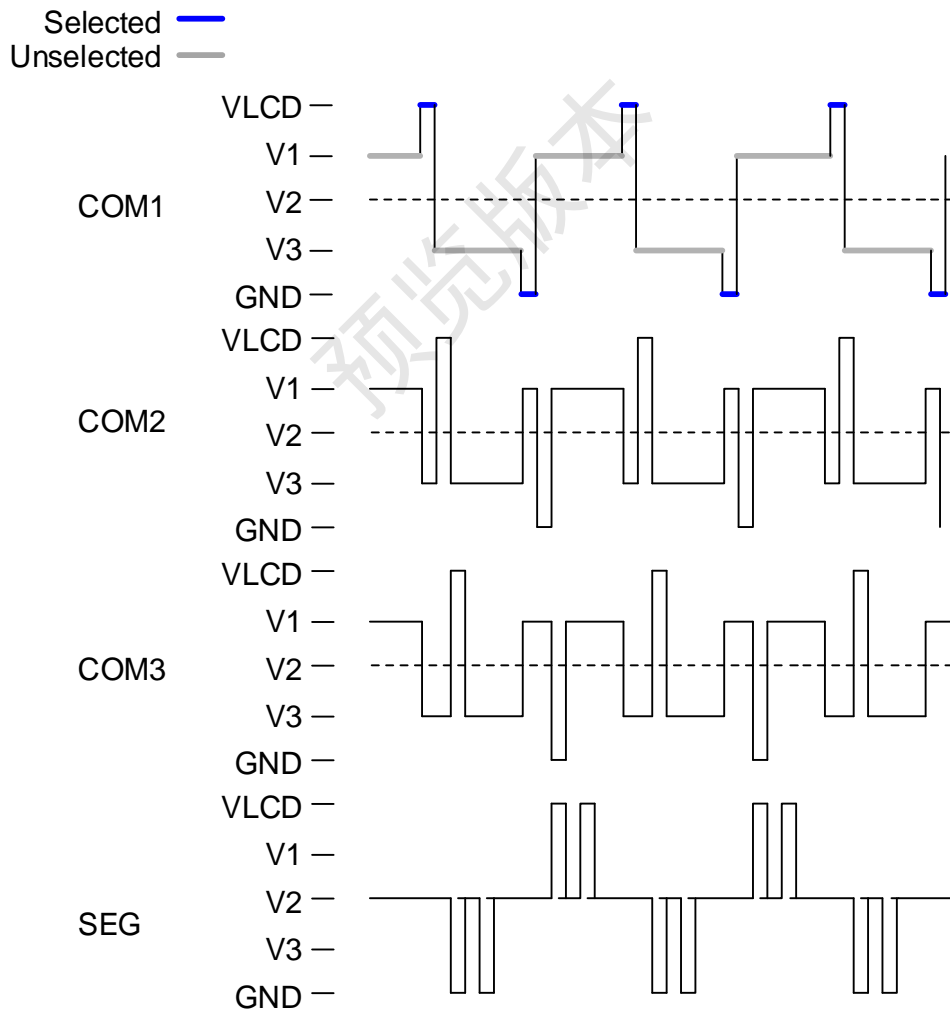 Selected
Unselected
VLCD
V1
COM1
V2
V3
GND
VLCD
V1
COM2
V2
V3
GND
VLCD
V1
COM3
V2
V3
GND
VLCD
V1
V2
SEG
V3
GND
预览版本